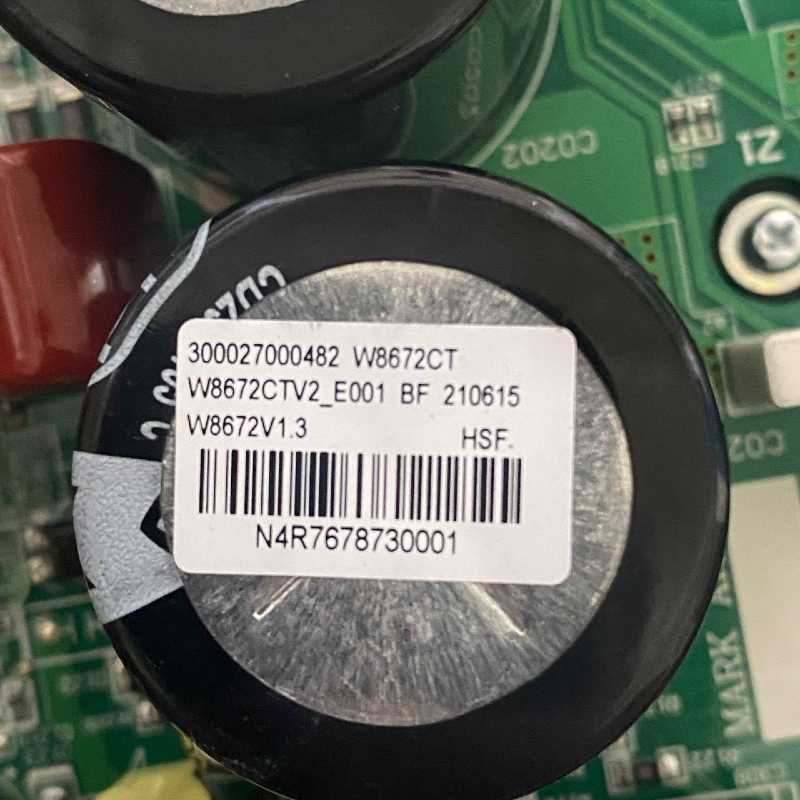 300027000482 W8672CT
W8672CTV2_E001 BF 210615
W8672V1.3 HSF.
N4R7678730001
C0202
Z1
MARK